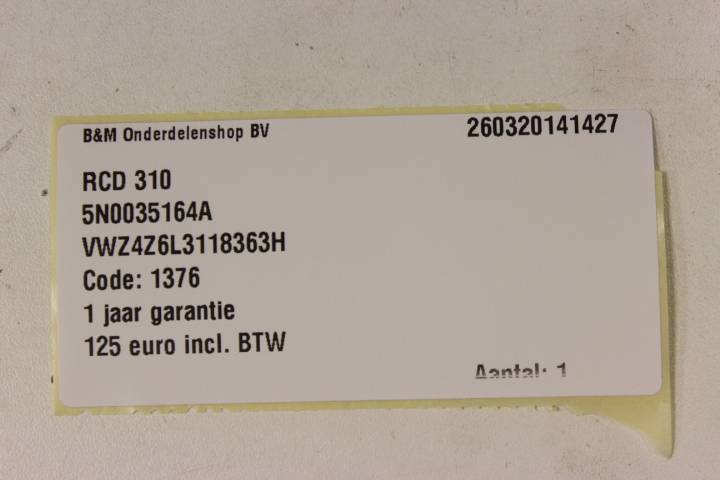 B&M Onderdelenshop BV 260320141427
RCD 310
5N0035164A
VWZ4Z6L3118363H
Code: 1376
1 jaar garantie
125 euro incl. BTW
Aantal: 1